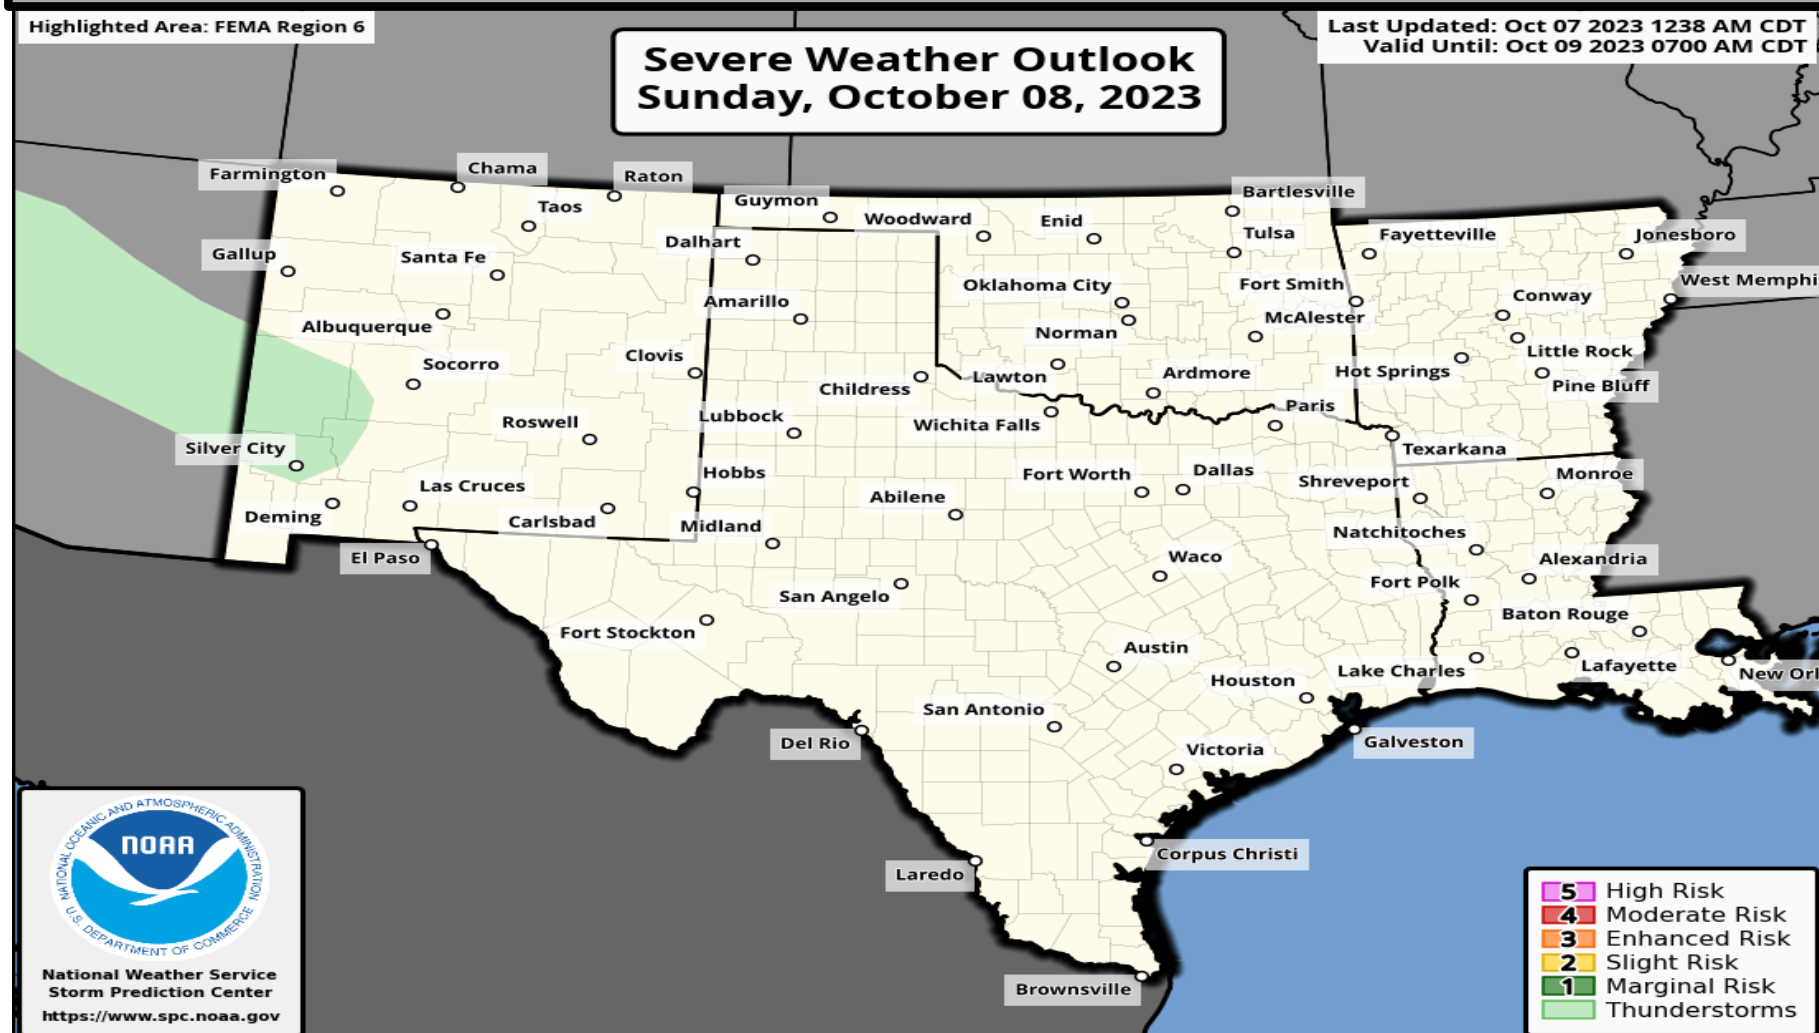 Highlighted Area: FEMA Region 6
Last Updated: Oct 07 2023 1238 AM CDT
Valid Until: Oct 09 2023 0700 AM CDT
Severe Weather Outlook
Sunday, October 08, 2023
Farmington
Chama
Raton
Taos
Guymon
Woodward
Enid
Bartlesville
Tulsa
Fayetteville
Jonesboro
Gallup
Santa Fe
Dalhart
Oklahoma City
Fort Smith
Conway
West Memphi
Albuquerque
Amarillo
Norman
McAlester
Little Rock
Socorro
Clovis
Childress
Lawton
Ardmore
Hot Springs
Pine Bluff
Roswell
Lubbock
Wichita Falls
Paris
Texarkana
Silver City
Las Cruces
Hobbs
Abilene
Fort Worth
Dallas
Shreveport
Monroe
Deming
Carlsbad
Midland
Natchitoches
El Paso
Waco
Alexandria
San Angelo
Fort Polk
Fort Stockton
Baton Rouge
Austin
Houston
Lake Charles
Lafayette
New Orl
San Antonio
Del Rio
Victoria
Galveston
Laredo
Corpus Christi
Brownsville
NATIONAL OCEANIC AND ATMOSPHERIC ADMINISTRATION
NOAA
U.S. DEPARTMENT OF COMMERCE
National Weather Service
Storm Prediction Center
https://www.spc.noaa.gov
5 High Risk
4 Moderate Risk
3 Enhanced Risk
2 Slight Risk
1 Marginal Risk
Thunderstorms